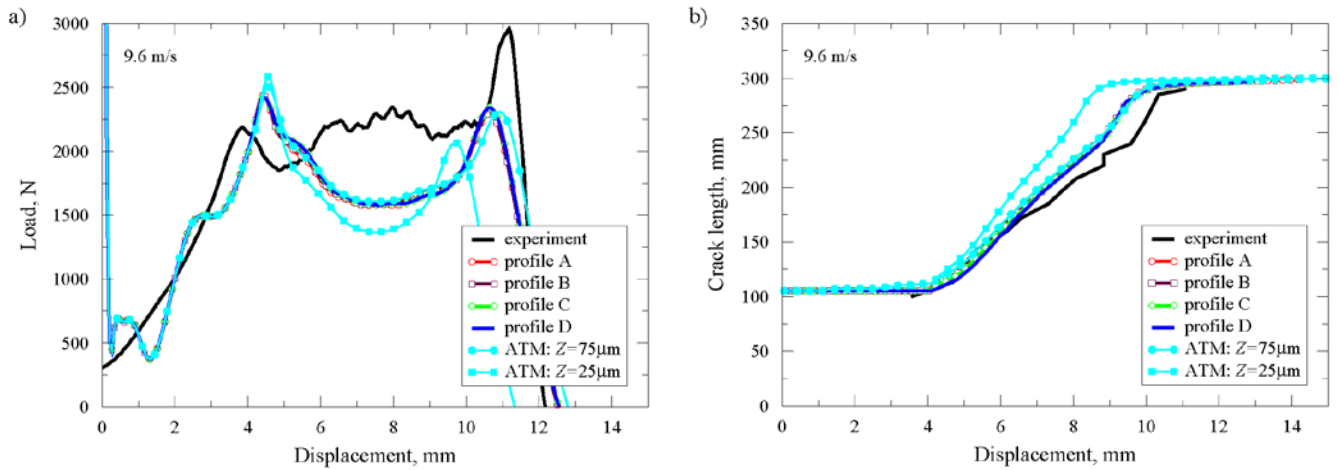 a)
9.6 m/s
Load, N
3000
2500
2000
1500
1000
500
0
experiment
profile A
profile B
profile C
profile D
ATM: Z=75μm
ATM: Z=25μm
0 2 4 6 8 10 12 14
Displacement, mm
b)
9.6 m/s
Crack length, mm
350
300
250
200
150
100
50
0
experiment
profile A
profile B
profile C
profile D
ATM: Z=75μm
ATM: Z=25μm
0 2 4 6 8 10 12 14
Displacement, mm